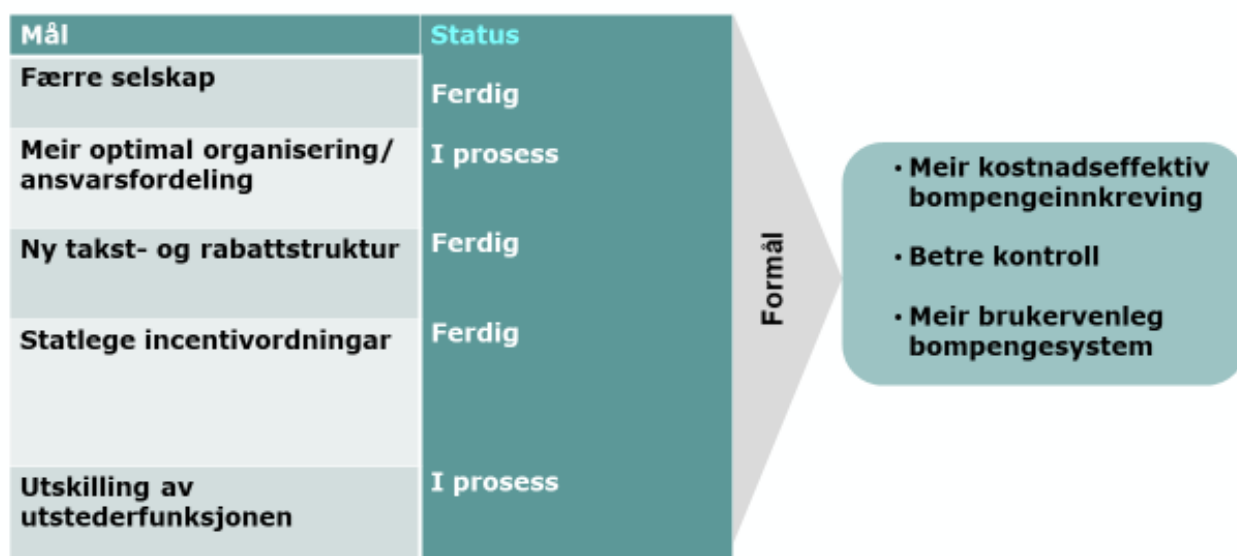 Mål
Status
Færre selskap
Ferdig
Meir optimal organisering/
ansvarsfordeling
I prosess
Ny takst- og rabattstruktur
Ferdig
Statlege incentivordningar
Ferdig
Utskilling av
utstederfunksjonen
I prosess
Formål
• Meir kostnadseffektiv
bompengeinnkreving
• Betre kontroll
• Meir brukervenleg
bompengesystem